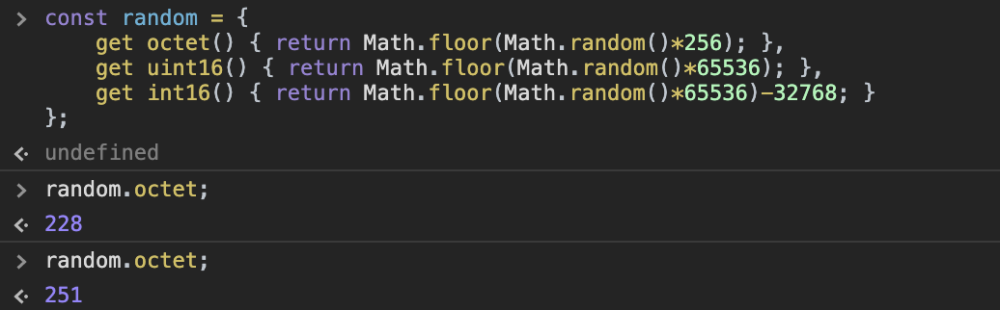 > const random = {
    get octet() { return Math.floor(Math.random()*256); },
    get uint16() { return Math.floor(Math.random()*65536); },
    get int16() { return Math.floor(Math.random()*65536)-32768; }
};
<· undefined
> random.octet;
<· 228
> random.octet;
<· 251